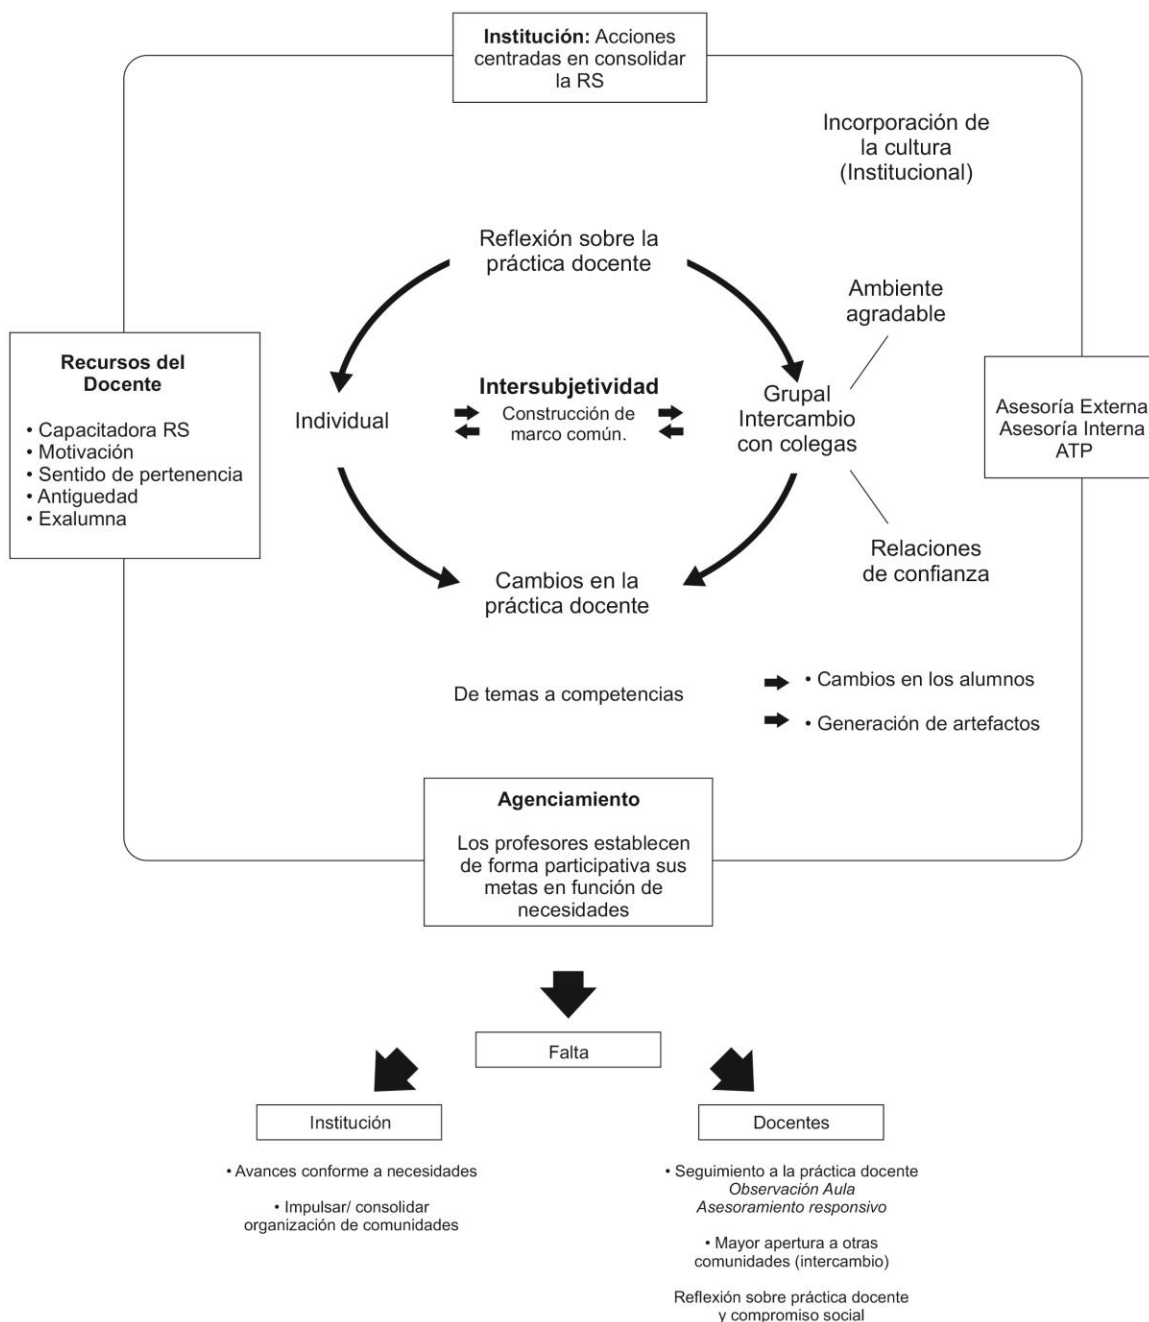 Institución: Acciones
centradas en consolidar
la RS
Incorporación de
la cultura
(Institucional)
Reflexión sobre la
práctica docente
Ambiente
agradable
Recursos del
Docente
• Capacitadora RS
• Motivación
• Sentido de pertenencia
• Antiguedad
• Exalumna
Individual
Intersubjetividad
Construcción de
marco común.
Grupal
Intercambio
con colegas
Asesoría Externa
Asesoría Interna
ATP
Relaciones
de confianza
Cambios en la
práctica docente
De temas a competencias
• Cambios en los alumnos
• Generación de artefactos
Agenciamiento
Los profesores establecen
de forma participativa sus
metas en función de
necesidades
Falta
Institución
• Avances conforme a necesidades
• Impulsar/ consolidar
organización de comunidades
Docentes
• Seguimiento a la práctica docente
Observación Aula
Asesoramiento responsivo
• Mayor apertura a otras
comunidades (intercambio)
Reflexión sobre práctica docente
y compromiso social